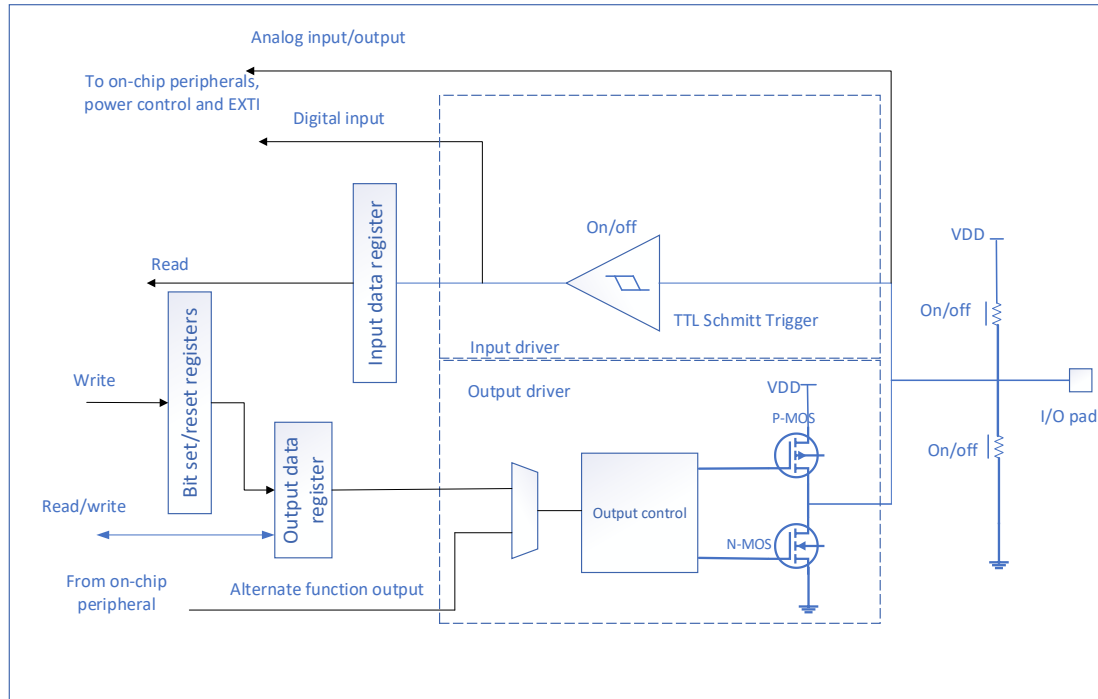 Analog input/output
To on-chip peripherals,
power control and EXTI
Digital input
On/off
Input data register
VDD
Read
On/off
TTL Schmitt Trigger
Bit set/reset registers
Input driver
Write
Output driver
VDD
P-MOS
I/O pad
Output data
register
On/off
Read/write
Output control
N-MOS
From on-chip
peripheral
Alternate function output